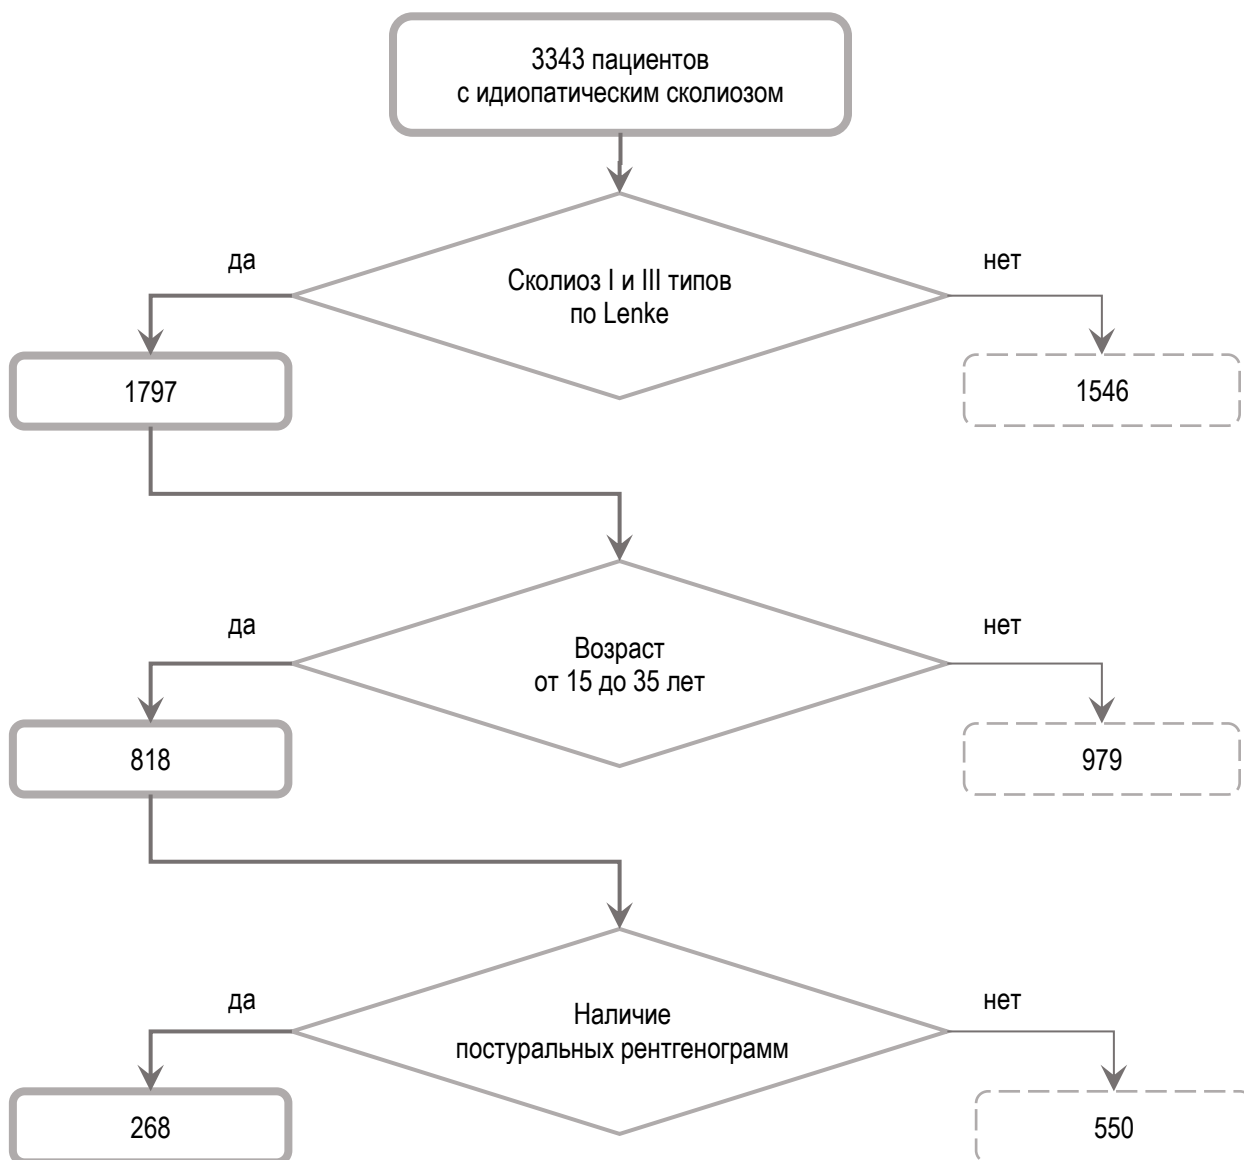 3343 пациентов
с идиопатическим сколиозом
да
нет
Сколиоз I и III типов
по Lenke
1797
1546
да
нет
Возраст
от 15 до 35 лет
818
979
да
нет
Наличие
постуральных рентгенограмм
268
550